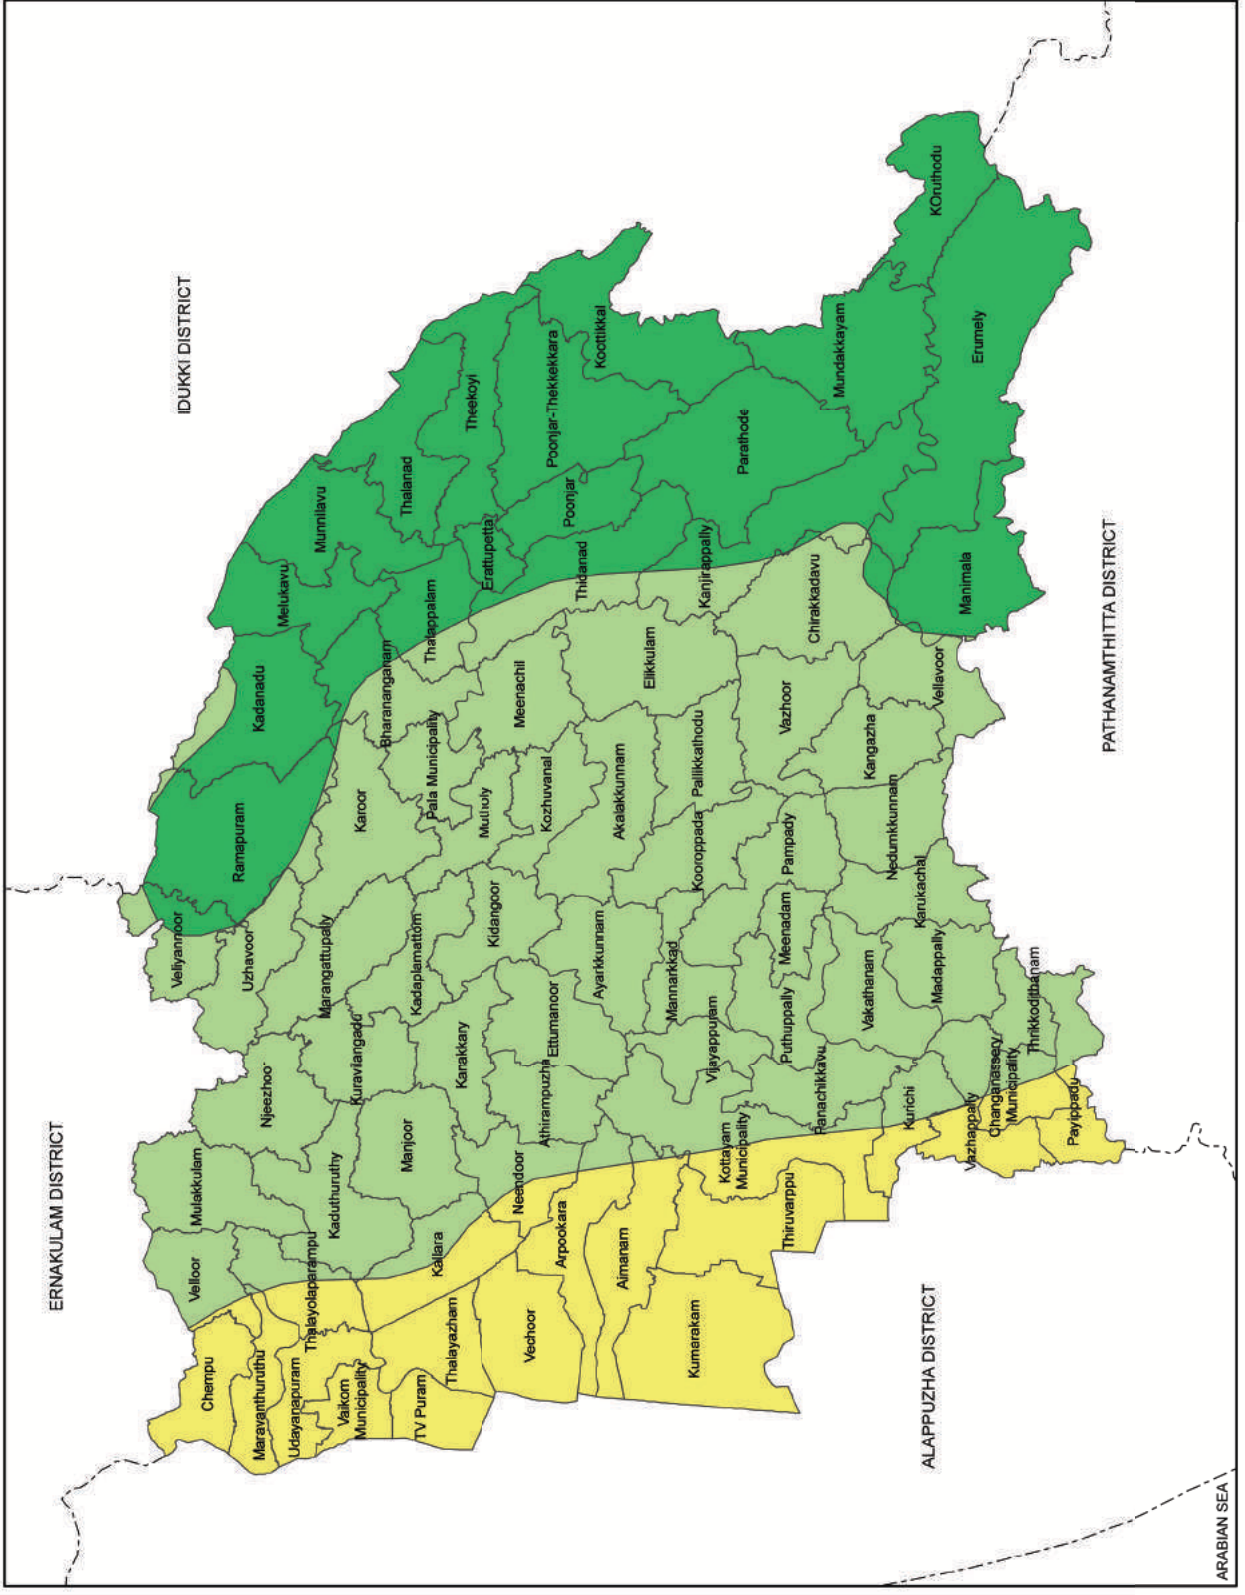 ERNAKULAM DISTRICT
IDUKKI DISTRICT
PATHANAMTHITTA DISTRICT
ALAPPUZHA DISTRICT
ARABIAN SEA
Chempu
Velloor
Mulakkulam
Maravanthuruthu
Udayanapuram
Thalayolaparampu
Kaduthuruthy
Njeezhoo
Vaikom
Municipality
TV Puram
Thalayazham
Kallara
Manjoor
Kuraviangadu
Uzhavoor
Veliyannoor
Ramapuram
Kadanadu
Melukavu
Munnilavu
Thalanad
Theekoyi
Marangattupally
Karoor
Bharananganam
Thalappalam
Erattupetta
Poonjar-Thekkekkara
Poonjar
Thidanad
Koottikkal
Kadaplamattom
Pala Municipality
Mutholy
Meenachil
Kidangoor
Kozhuvanal
Karakkary
Ettumanoor
Athirampuzha
Neendoor
Vechoor
Arpookara
Aimanam
Kumarakam
Ayarkkunnam
Akalakkunnam
Elikkulam
Kanjirappally
Parathode
Mundakkayam
KOruthodu
Erumely
Manimala
Mannarkkad
Kooroppada
Pallikkathodu
Vijayappuram
Kottayam
Municipality
Thiruvarppu
Puthuppally
Meenadam
Pampady
Vazhoor
Chirakkadavu
Panachikkavu
Vakathanam
Nedumkkunnam
Kangazha
Vellavoor
Karukachal
Madappally
Kurichi
Vazhappally
Changanassery
Municipality
Thrikkodithanam
Payippadu